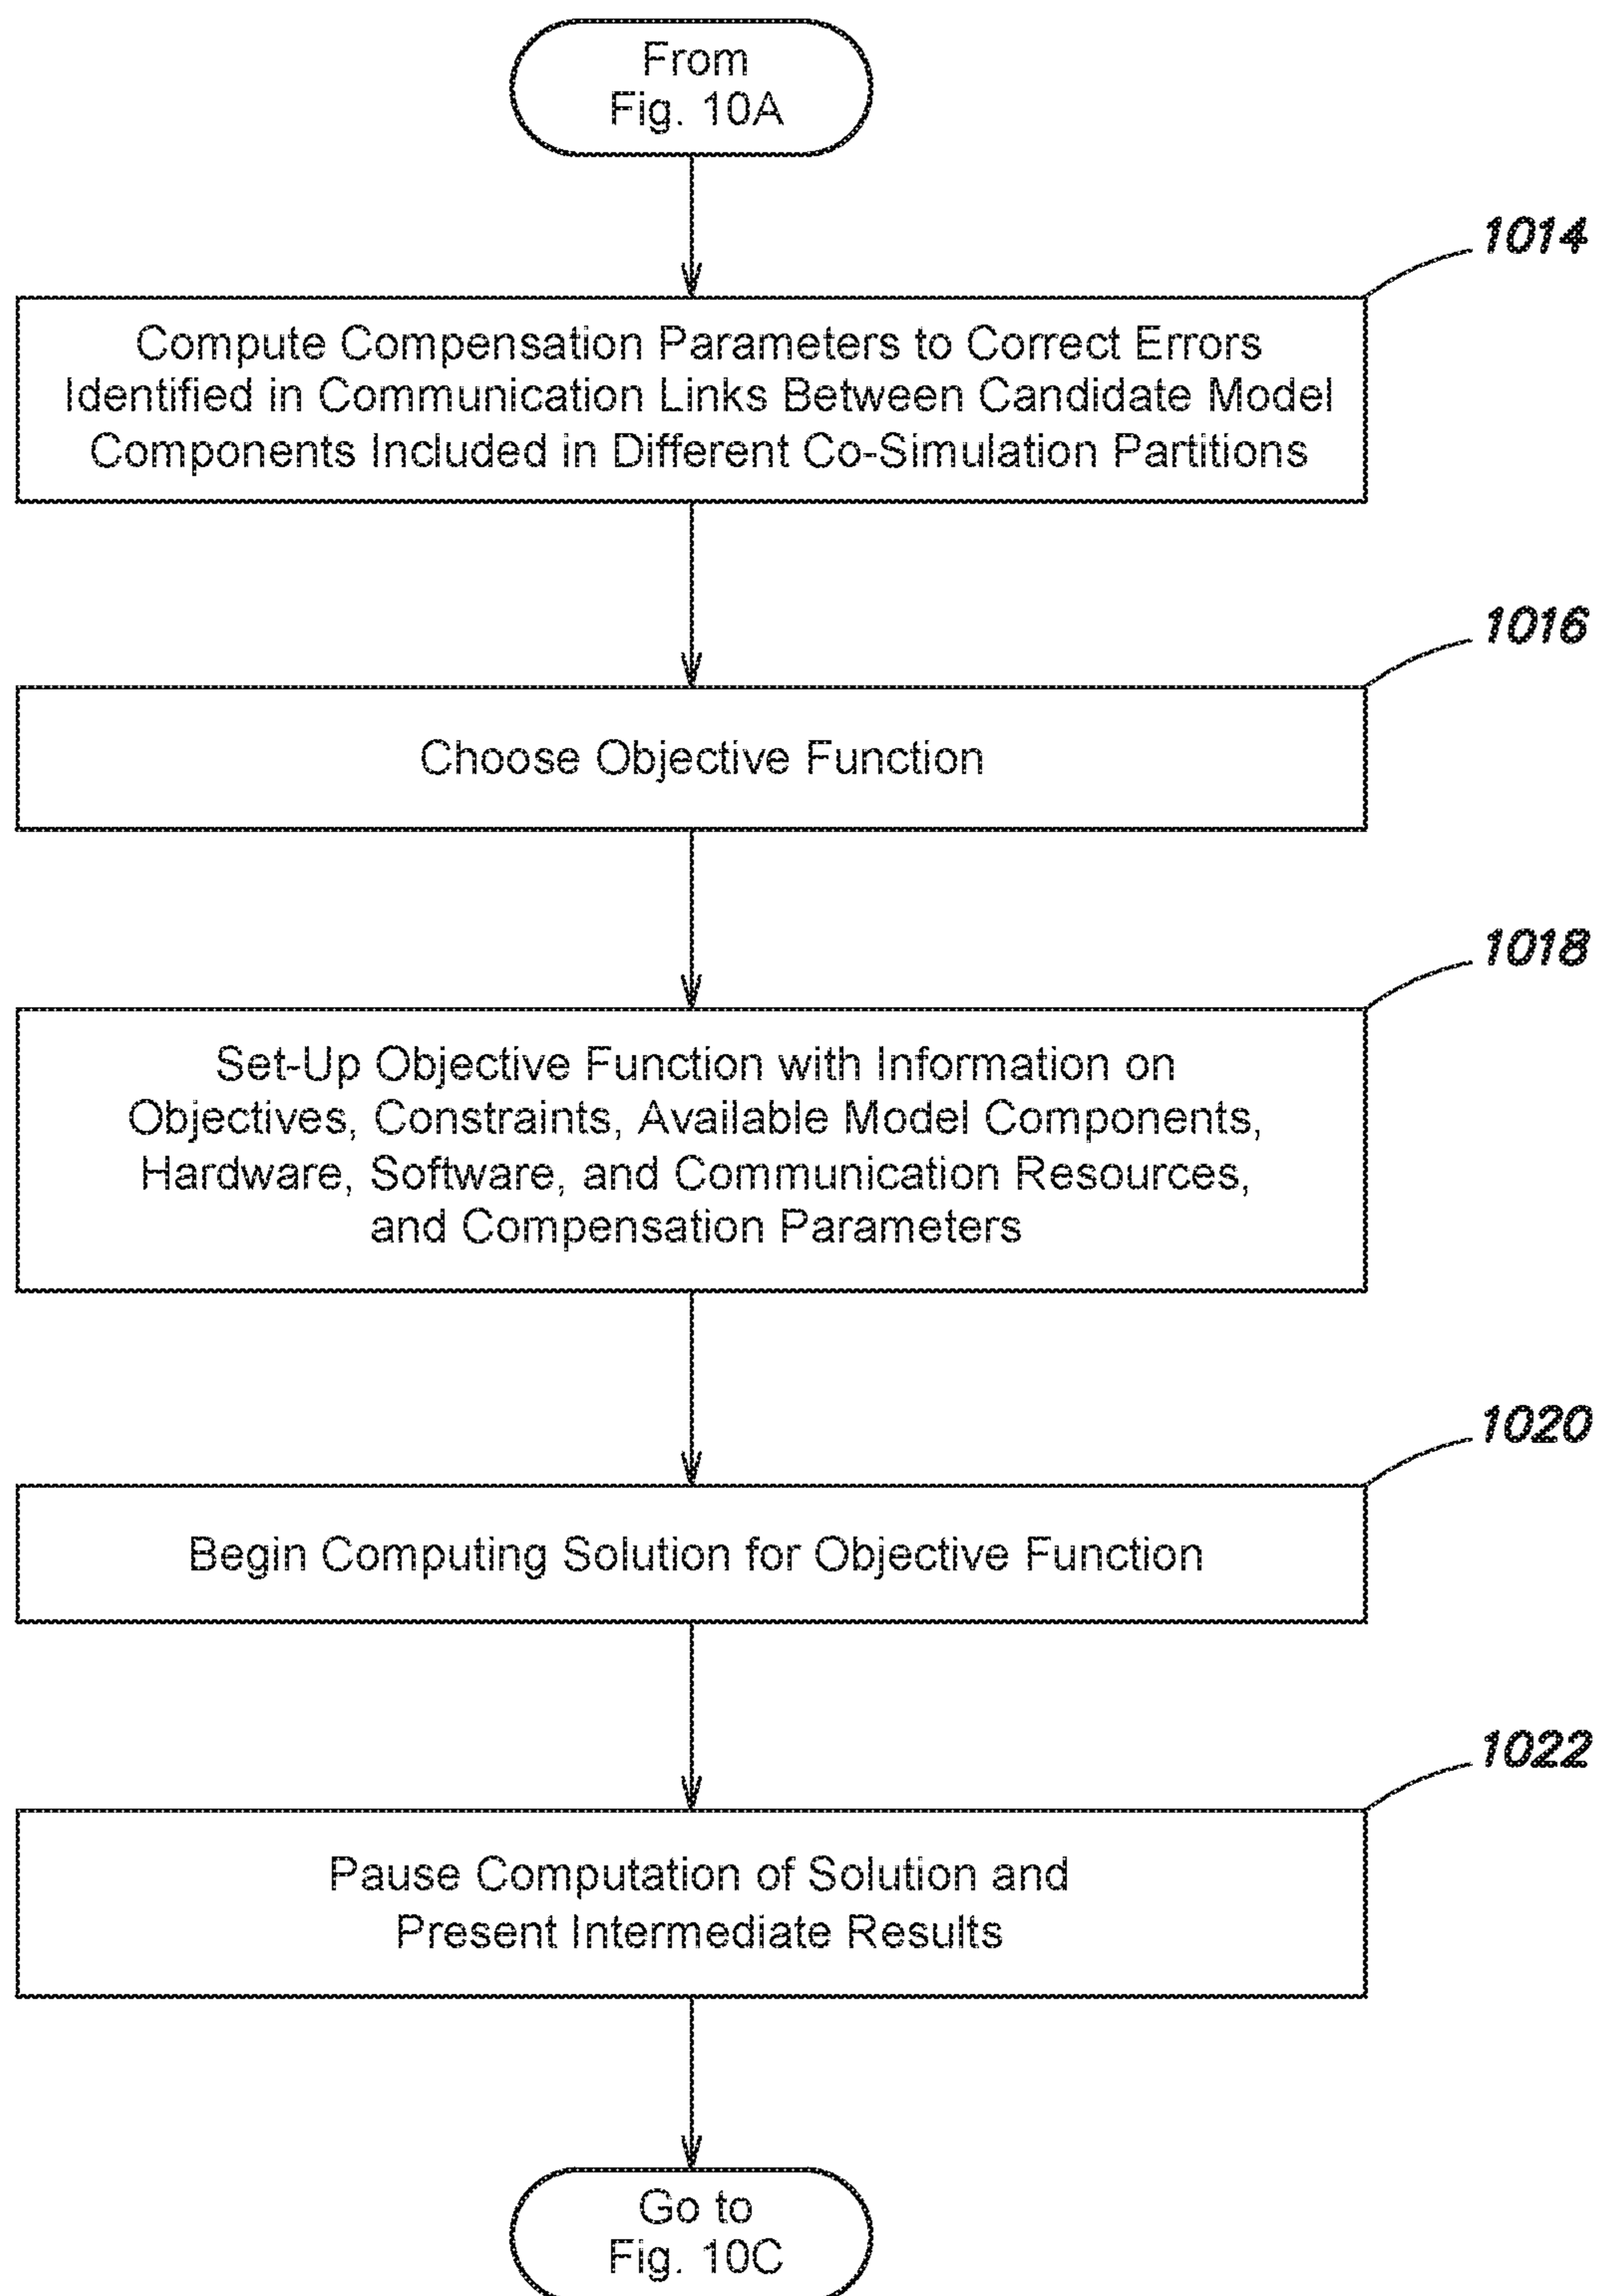 From
Fig. 10A
1014
Compute Compensation Parameters to Correct Errors
Identified in Communication Links Between Candidate Model
Components Included in Different Co-Simulation Partitions
1016
Choose Objective Function
1018
Set-Up Objective Function with Information on
Objectives, Constraints, Available Model Components,
Hardware, Software, and Communication Resources,
and Compensation Parameters
1020
Begin Computing Solution for Objective Function
1022
Pause Computation of Solution and
Present Intermediate Results
Go to
Fig. 10C